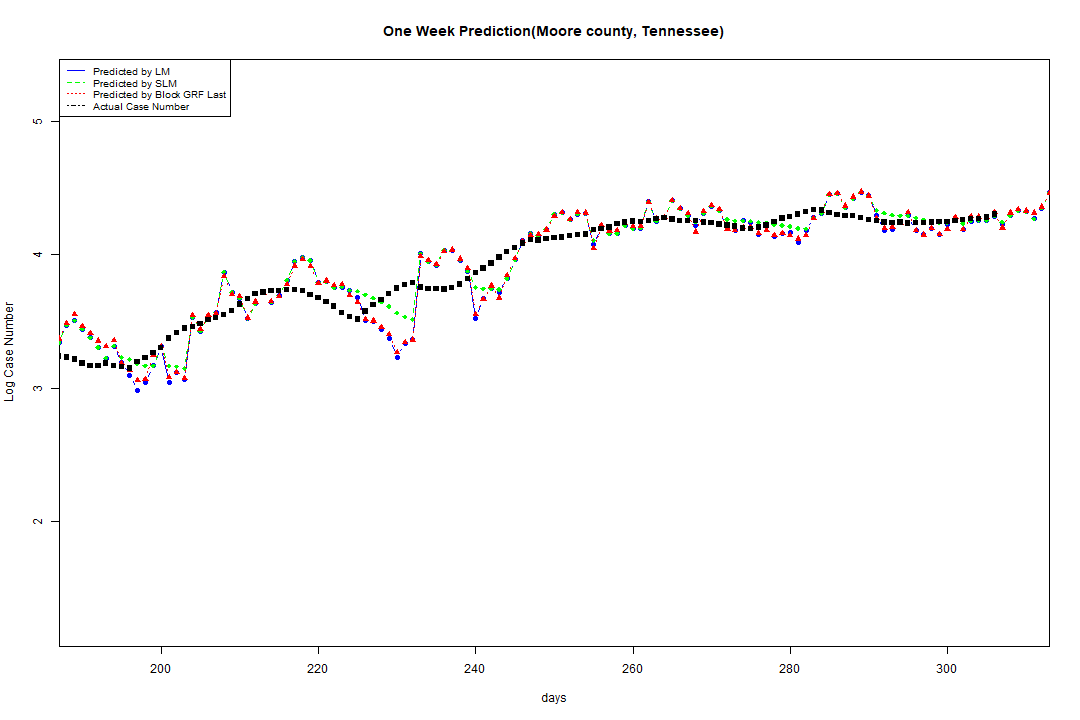 One Week Prediction(Moore county, Tennessee)
Predicted by LM
Predicted by SLM
Predicted by Block GRF Last
Actual Case Number
5
4
3
2
Log Case Number
200 220 240 260 280 300
days